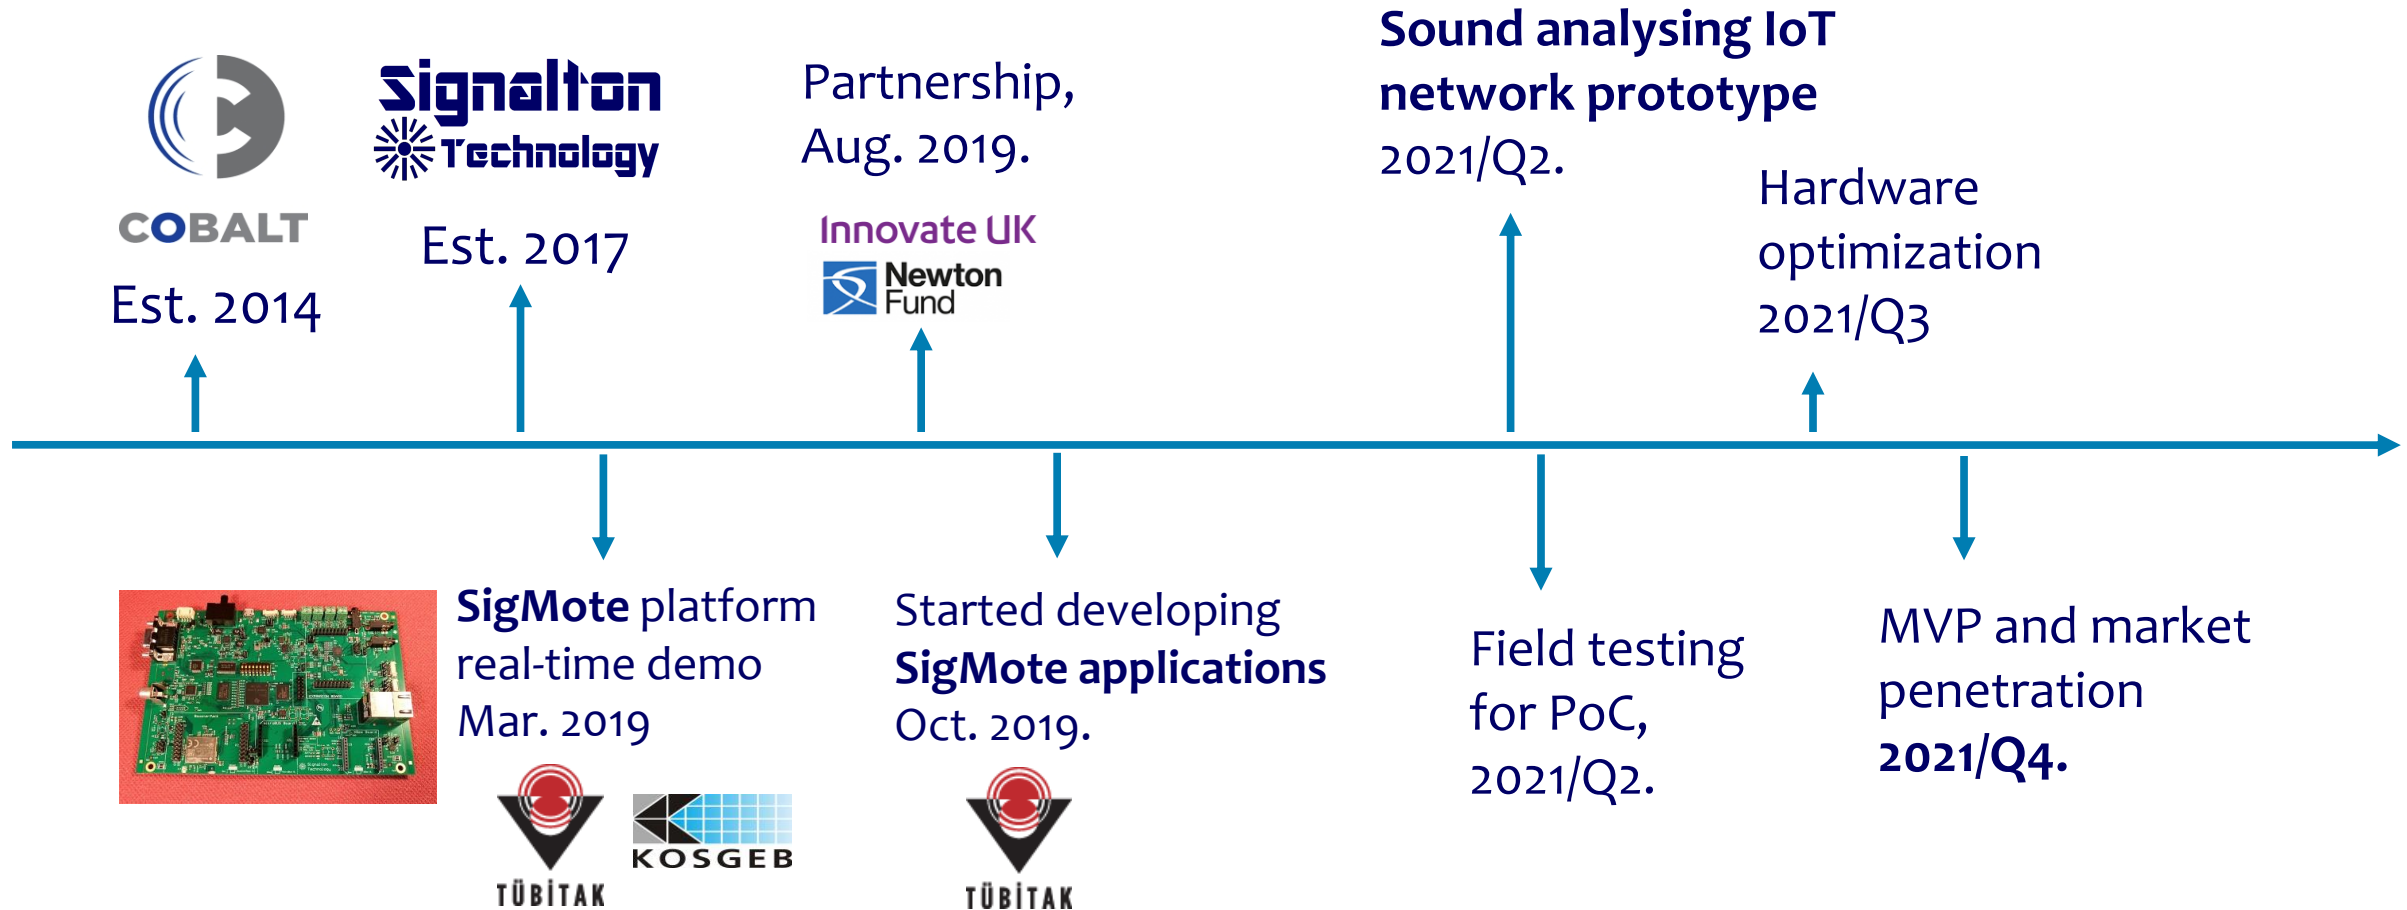 COBALT
Est. 2014
Signalton
Technology
Est. 2017
Partnership,
Aug. 2019.
Innovate UK
Newton
Fund
Sound analysing IoT
network prototype
2021/Q2.
Hardware
optimization
2021/Q3
SigMote platform
real-time demo
Mar. 2019
TÜBİTAK
KOSGEB
Started developing
SigMote applications
Oct. 2019.
TÜBİTAK
Field testing
for PoC,
2021/Q2.
MVP and market
penetration
2021/Q4.
Signalton
Technology